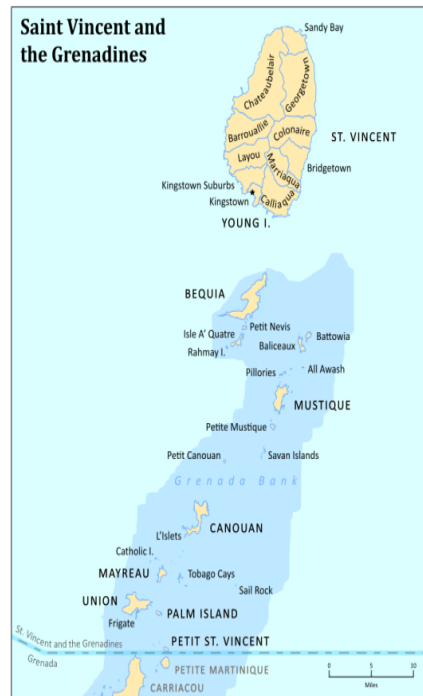 Saint Vincent and
the Grenadines
Sandy Bay
Chateaubelair
Georgetown
Barrouallie
Colonaire
ST. VINCENT
Layou
Marriaqua
Bridgetown
Kingstown Suburbs
Kingstown
Calliaqua
YOUNG I.
BEQUIA
Petit Nevis
Isle A' Quatre
Battowia
Baliceaux
Rahmay I.
Pillories
All Awash
MUSTIQUE
Petite Mustique
Petit Canouan
Savan Islands
Grenada Bank
CANOUAN
L'Islets
Catholic I.
MAYREAU
Tobago Cays
Sail Rock
UNION
PALM ISLAND
Frigate
PETIT ST. VINCENT
St. Vincent and the Grenadines
Grenada
PETITE MARTINIQUE
CARRIACOU
0 5 10
Miles